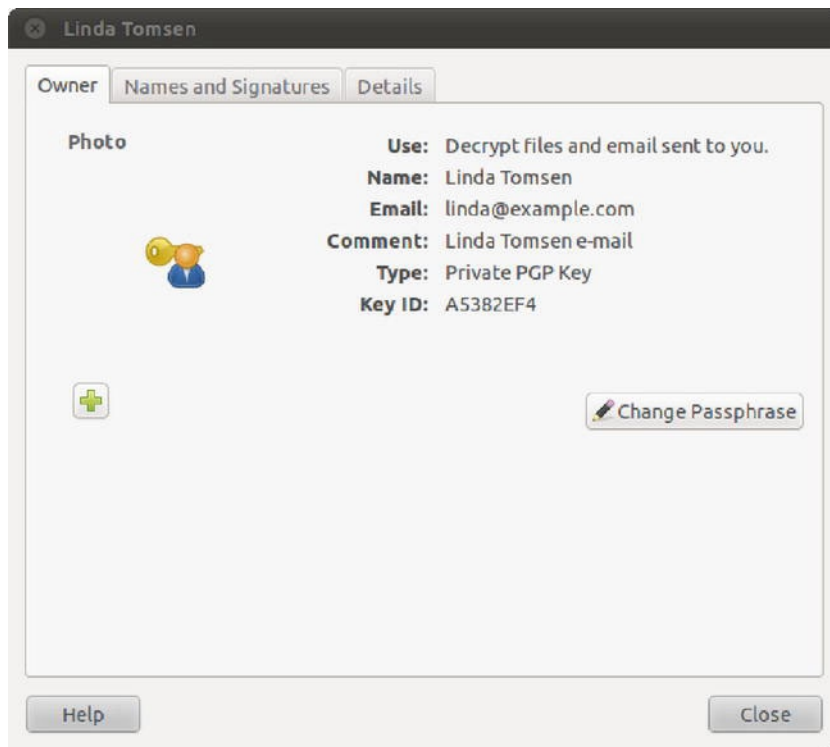 Linda Tomsen
Owner Names and Signatures Details
Photo
Use: Decrypt files and email sent to you.
Name: Linda Tomsen
Email: linda@example.com
Comment: Linda Tomsen e-mail
Type: Private PGP Key
Key ID: A5382EF4
Change Passphrase
Help Close